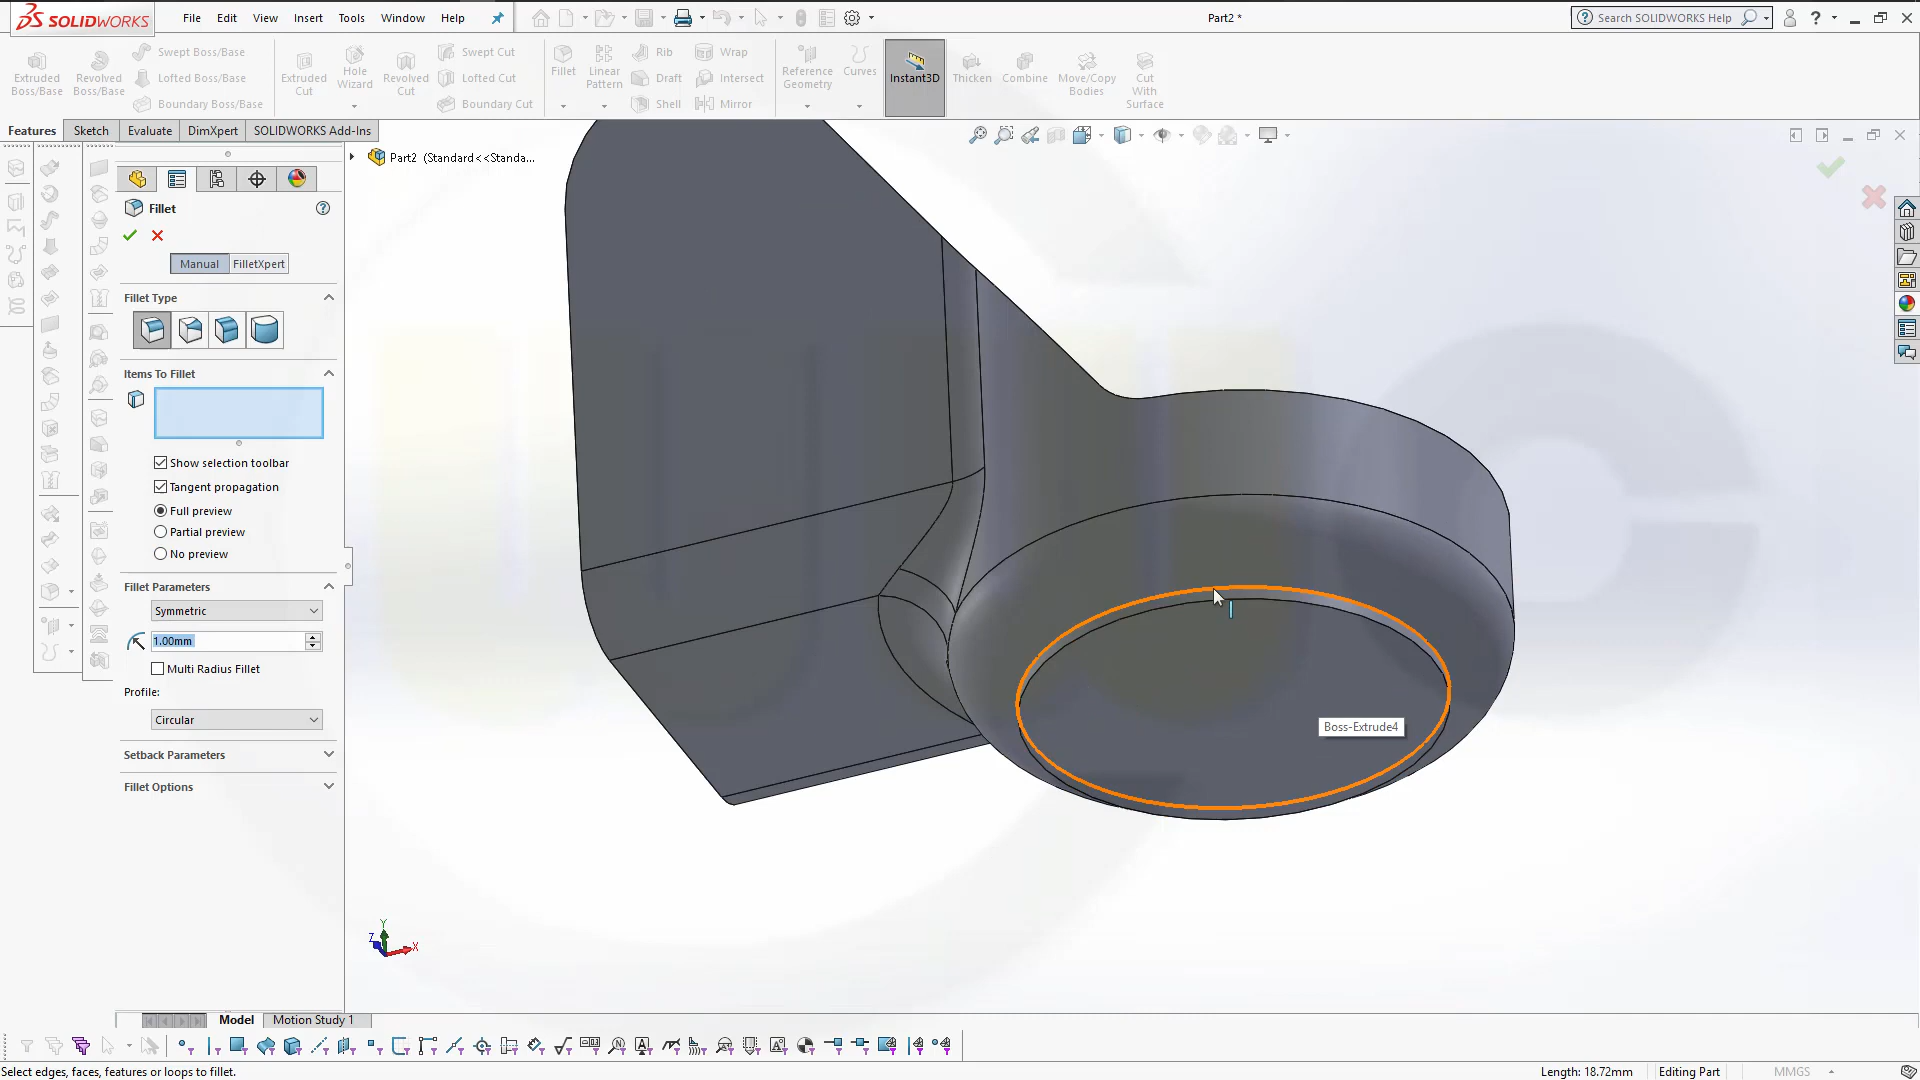 SOLIDWORKS
File Edit View Insert Tools Window Help
Part2 *
Search SOLIDWORKS Help
Extruded Boss/Base
Revolved Boss/Base
Swept Boss/Base
Lofted Boss/Base
Boundary Boss/Base
Extruded Cut
Hole Wizard
Revolved Cut
Swept Cut
Lofted Cut
Boundary Cut
Fillet
Linear Pattern
Rib
Draft
Shell
Wrap
Intersect
Mirror
Reference Geometry
Curves
Instant3D
Thicken
Combine
Move/Copy Bodies
Cut With Surface
Features Sketch Evaluate DimXpert SOLIDWORKS Add-Ins
Part2 (Standard<<Standa...
Fillet
Manual FilletXpert
Fillet Type
Items To Fillet
Show selection toolbar
Tangent propagation
Full preview
Partial preview
No preview
Fillet Parameters
Symmetric
1.00mm
Multi Radius Fillet
Profile:
Circular
Setback Parameters
Fillet Options
Boss-Extrude4
Y
Z
X
Model Motion Study 1
Select edges, faces, features or loops to fillet.
Length: 18.72mm Editing Part MMGS